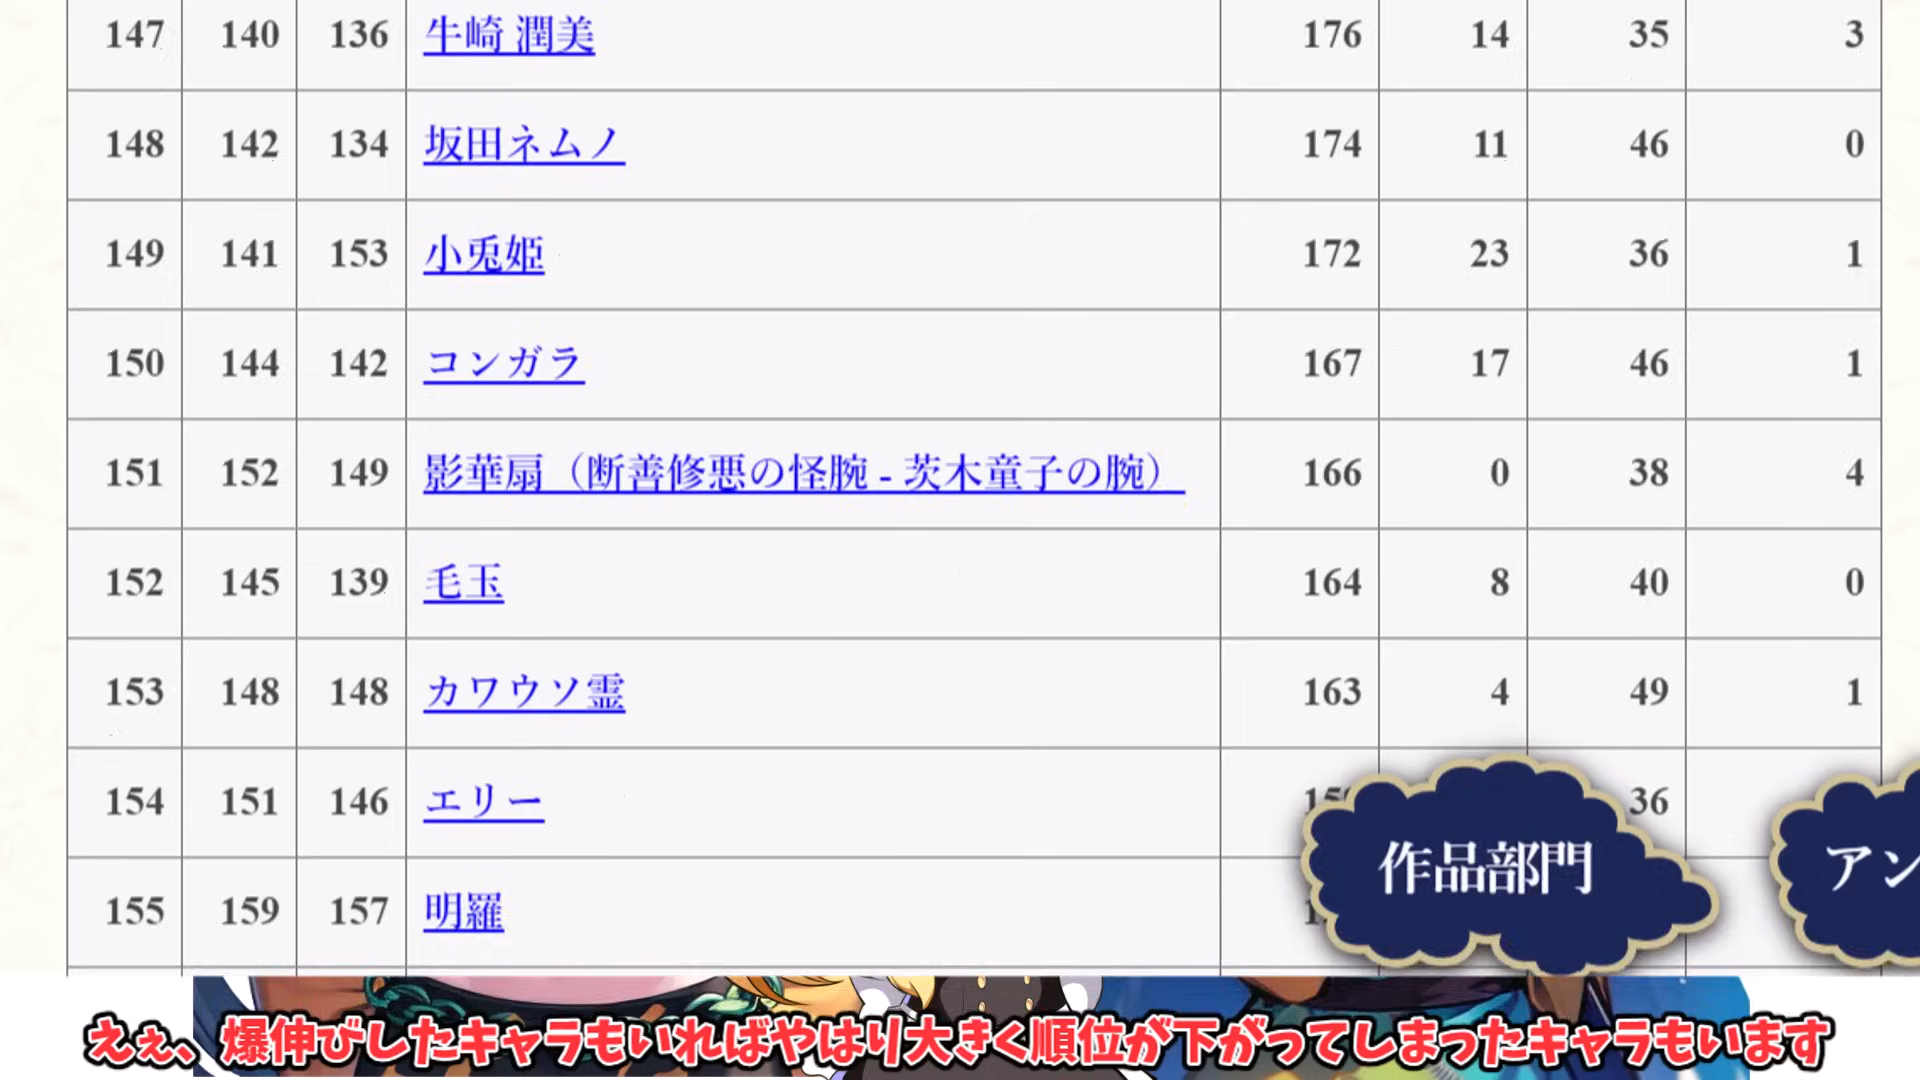 147 140 136 牛崎 潤美 176 14 35 3
148 142 134 坂田ネムノ 174 11 46 0
149 141 153 小兎姫 172 23 36 1
150 144 142 コンガラ 167 17 46 1
151 152 149 影華扇（断善修悪の怪腕 - 茨木童子の腕） 166 0 38 4
152 145 139 毛玉 164 8 40 0
153 148 148 カワウソ霊 163 4 49 1
154 151 146 エリー 36
155 159 157 明羅
作品部門
アン
えぇ、爆伸びしたキャラもいればやはり大きく順位が下がってしまったキャラもいます